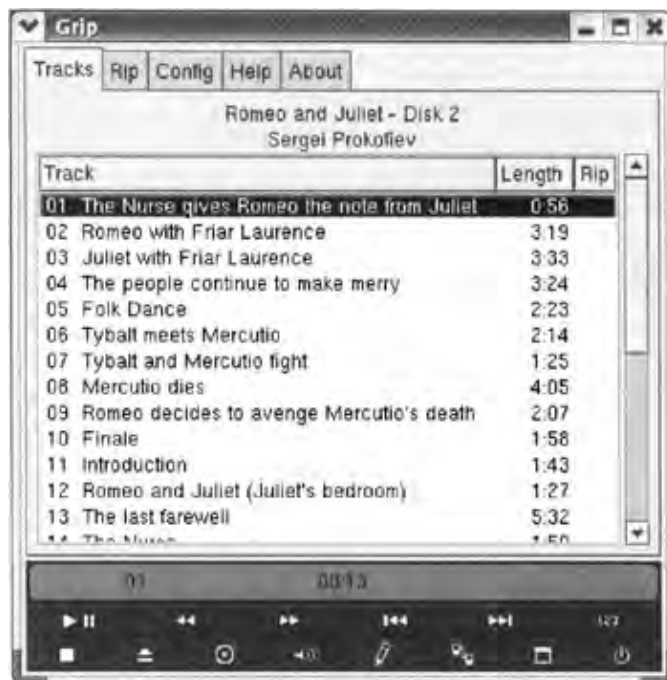 Grip
Tracks Rip Config Help About
Romeo and Juliet - Disk 2
Sergei Prokofiev
Track Length Rip
01 The Nurse gives Romeo the note from Juliet 0:56
02 Romeo with Friar Laurence 3:19
03 Juliet with Friar Laurence 3:33
04 The people continue to make merry 3:24
05 Folk Dance 2:23
06 Tybalt meets Mercutio 2:14
07 Tybalt and Mercutio fight 1:25
08 Mercutio dies 4:05
09 Romeo decides to avenge Mercutio's death 2:07
10 Finale 1:58
11 Introduction 1:43
12 Romeo and Juliet (Juliet's bedroom) 1:27
13 The last farewell 5:32
14 The Nurse
01 00:13
123